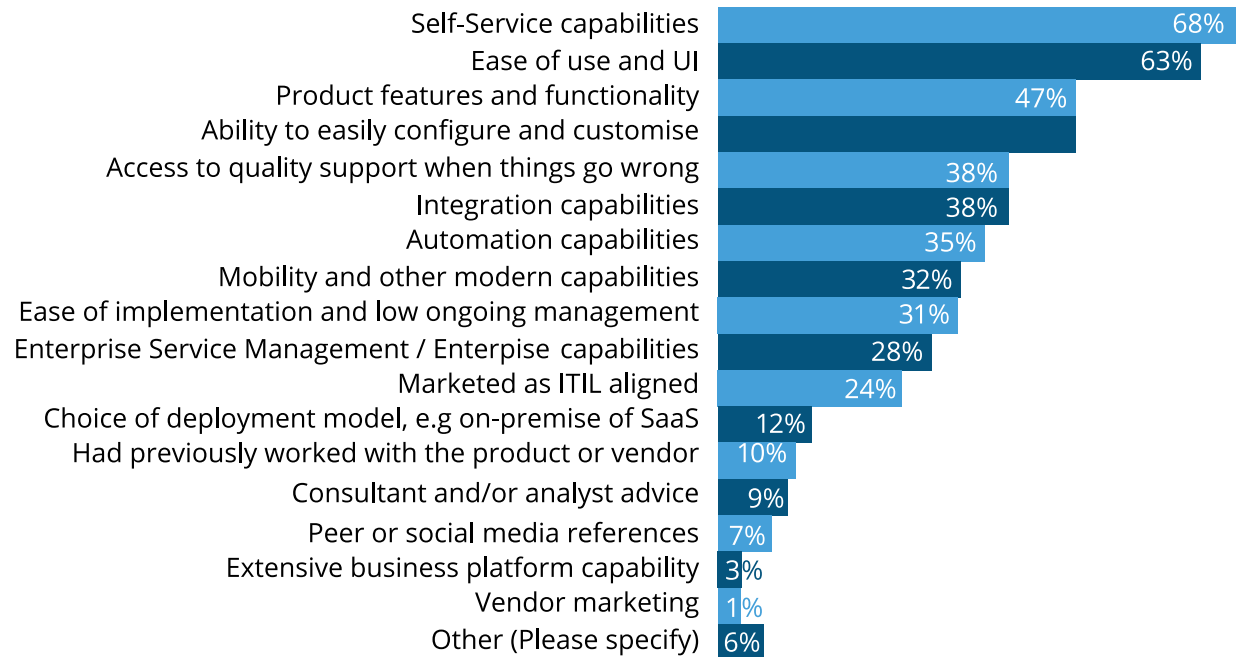 Self-Service capabilities 68%
Ease of use and UI 63%
Product features and functionality 47%
Ability to easily configure and customise
Access to quality support when things go wrong 38%
Integration capabilities 38%
Automation capabilities 35%
Mobility and other modern capabilities 32%
Ease of implementation and low ongoing management 31%
Enterprise Service Management / Enterpise capabilities 28%
Marketed as ITIL aligned 24%
Choice of deployment model, e.g on-premise of SaaS 12%
Had previously worked with the product or vendor 10%
Consultant and/or analyst advice 9%
Peer or social media references 7%
Extensive business platform capability 3%
Vendor marketing 1%
Other (Please specify) 6%